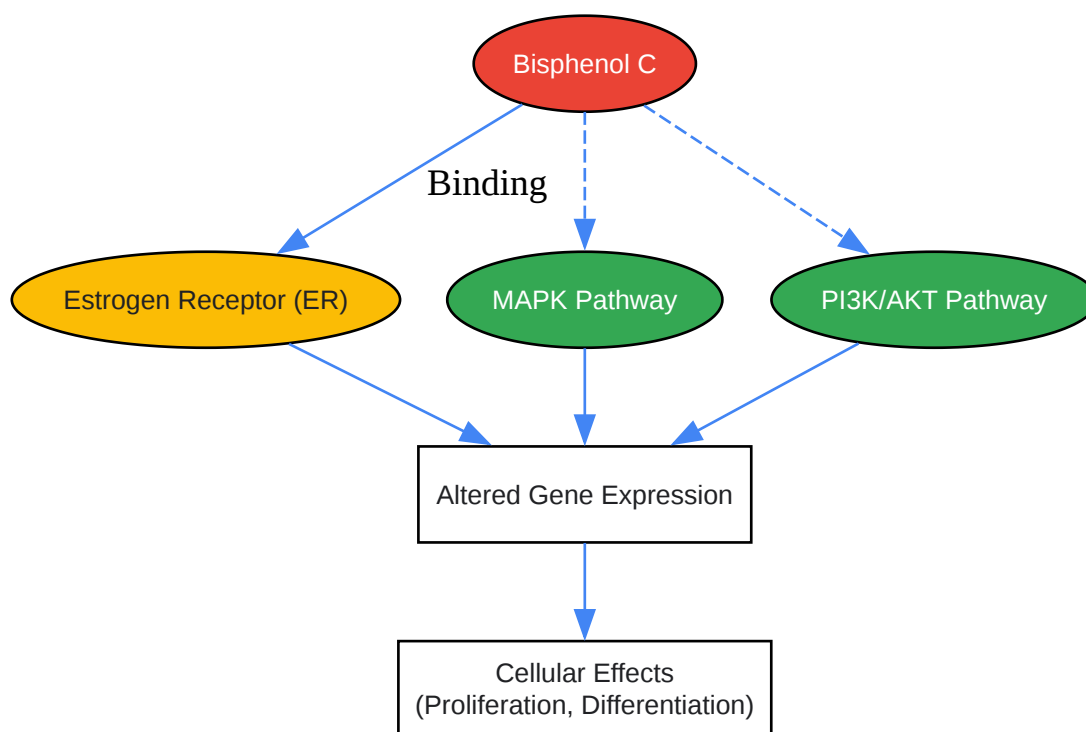 Bisphenol C
Binding
Estrogen Receptor (ER)
MAPK Pathway
PI3K/AKT Pathway
Altered Gene Expression
Cellular Effects
(Proliferation, Differentiation)